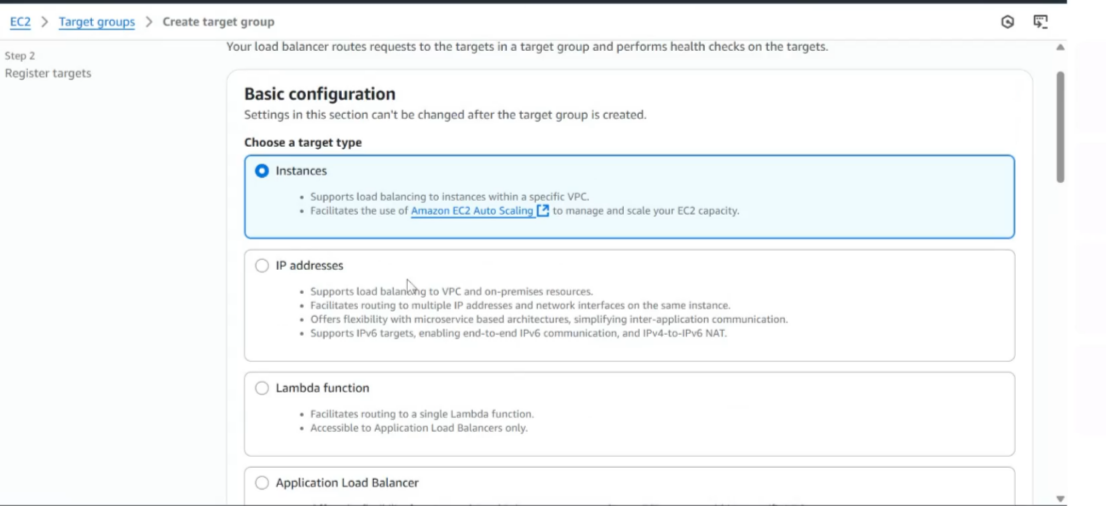 EC2 > Target groups > Create target group
Step 2
Register targets
Your load balancer routes requests to the targets in a target group and performs health checks on the targets.
Basic configuration
Settings in this section can't be changed after the target group is created.
Choose a target type
Instances
• Supports load balancing to instances within a specific VPC.
• Facilitates the use of Amazon EC2 Auto Scaling to manage and scale your EC2 capacity.
IP addresses
• Supports load balancing to VPC and on-premises resources.
• Facilitates routing to multiple IP addresses and network interfaces on the same instance.
• Offers flexibility with microservice based architectures, simplifying inter-application communication.
• Supports IPv6 targets, enabling end-to-end IPv6 communication, and IPv4-to-IPv6 NAT.
Lambda function
• Facilitates routing to a single Lambda function.
• Accessible to Application Load Balancers only.
Application Load Balancer